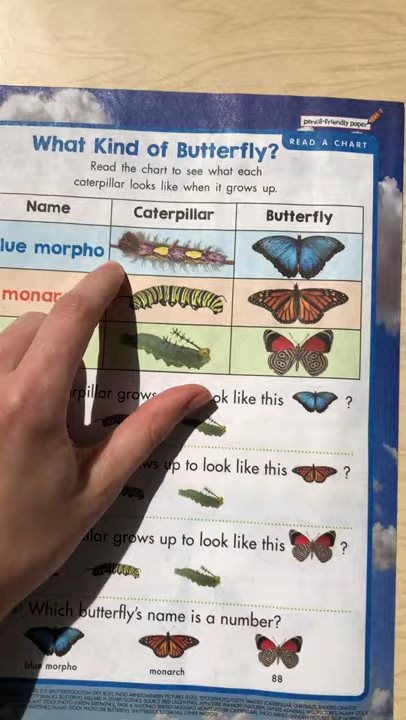 pencil-friendly paper
READ A CHART
What Kind of Butterfly?
Read the chart to see what each
caterpillar looks like when it grows up.
Name Caterpillar Butterfly
lue morpho
monar
rpillar grows ok like this ?
ws up to look like this ?
llar grows up to look like this ?
Which butterfly's name is a number?
blue morpho monarch 88